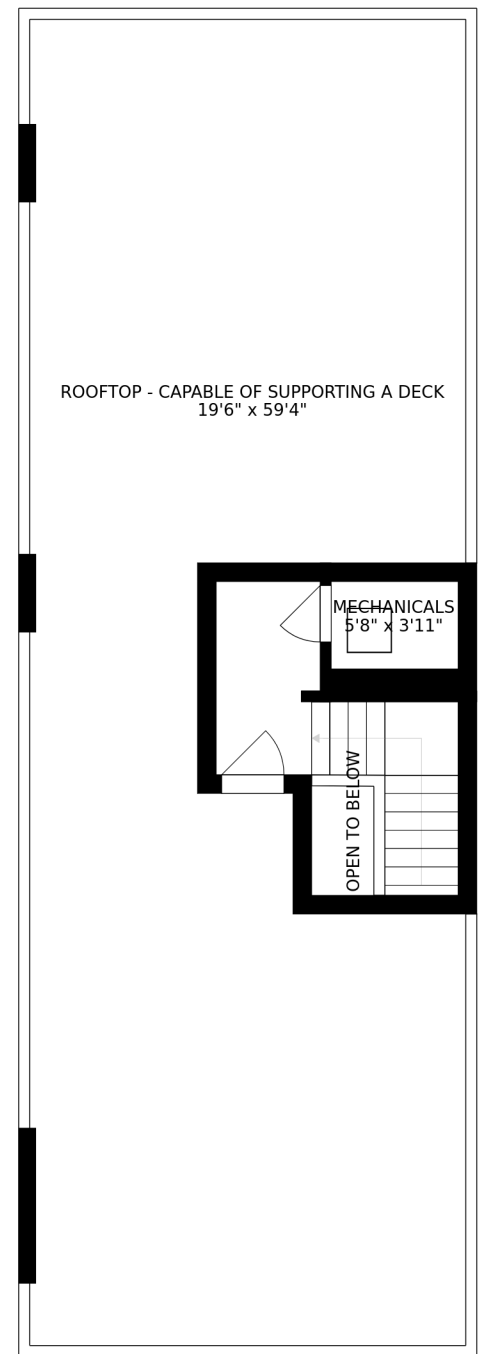 ROOFTOP - CAPABLE OF SUPPORTING A DECK
19'6" x 59'4"
MECHANICALS
5'8" x 3'11"
OPEN TO BELOW